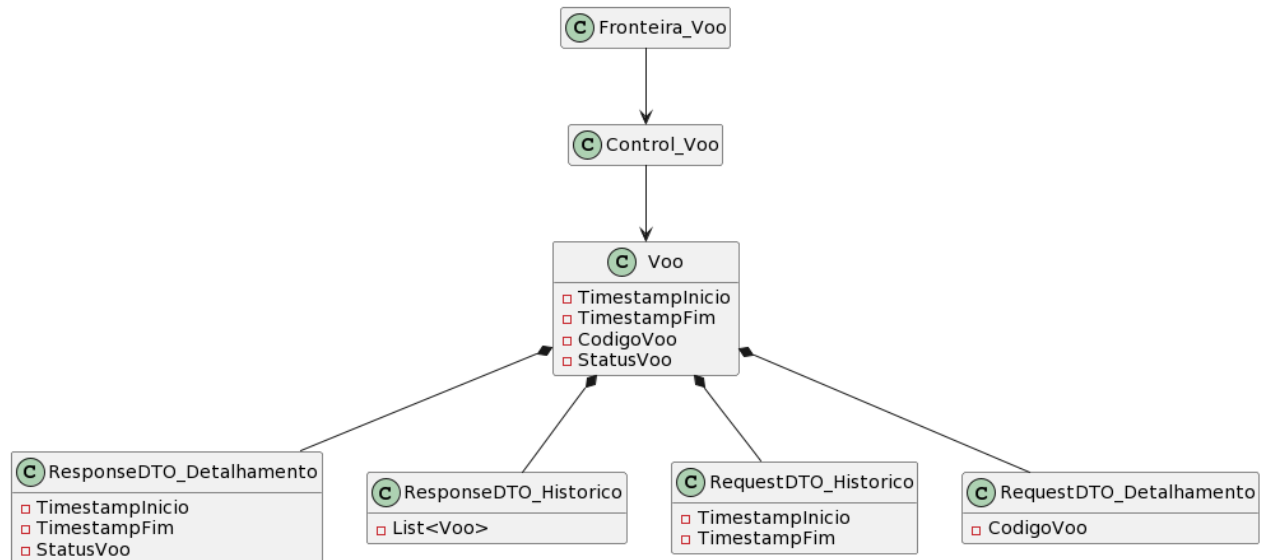 C Fronteira_Voo
C Control_Voo
C Voo
TimestampInicio
TimestampFim
CodigoVoo
StatusVoo
C ResponseDTO_Detalhamento
TimestampInicio
TimestampFim
StatusVoo
C ResponseDTO_Historico
List<Voo>
C RequestDTO_Historico
TimestampInicio
TimestampFim
C RequestDTO_Detalhamento
CodigoVoo